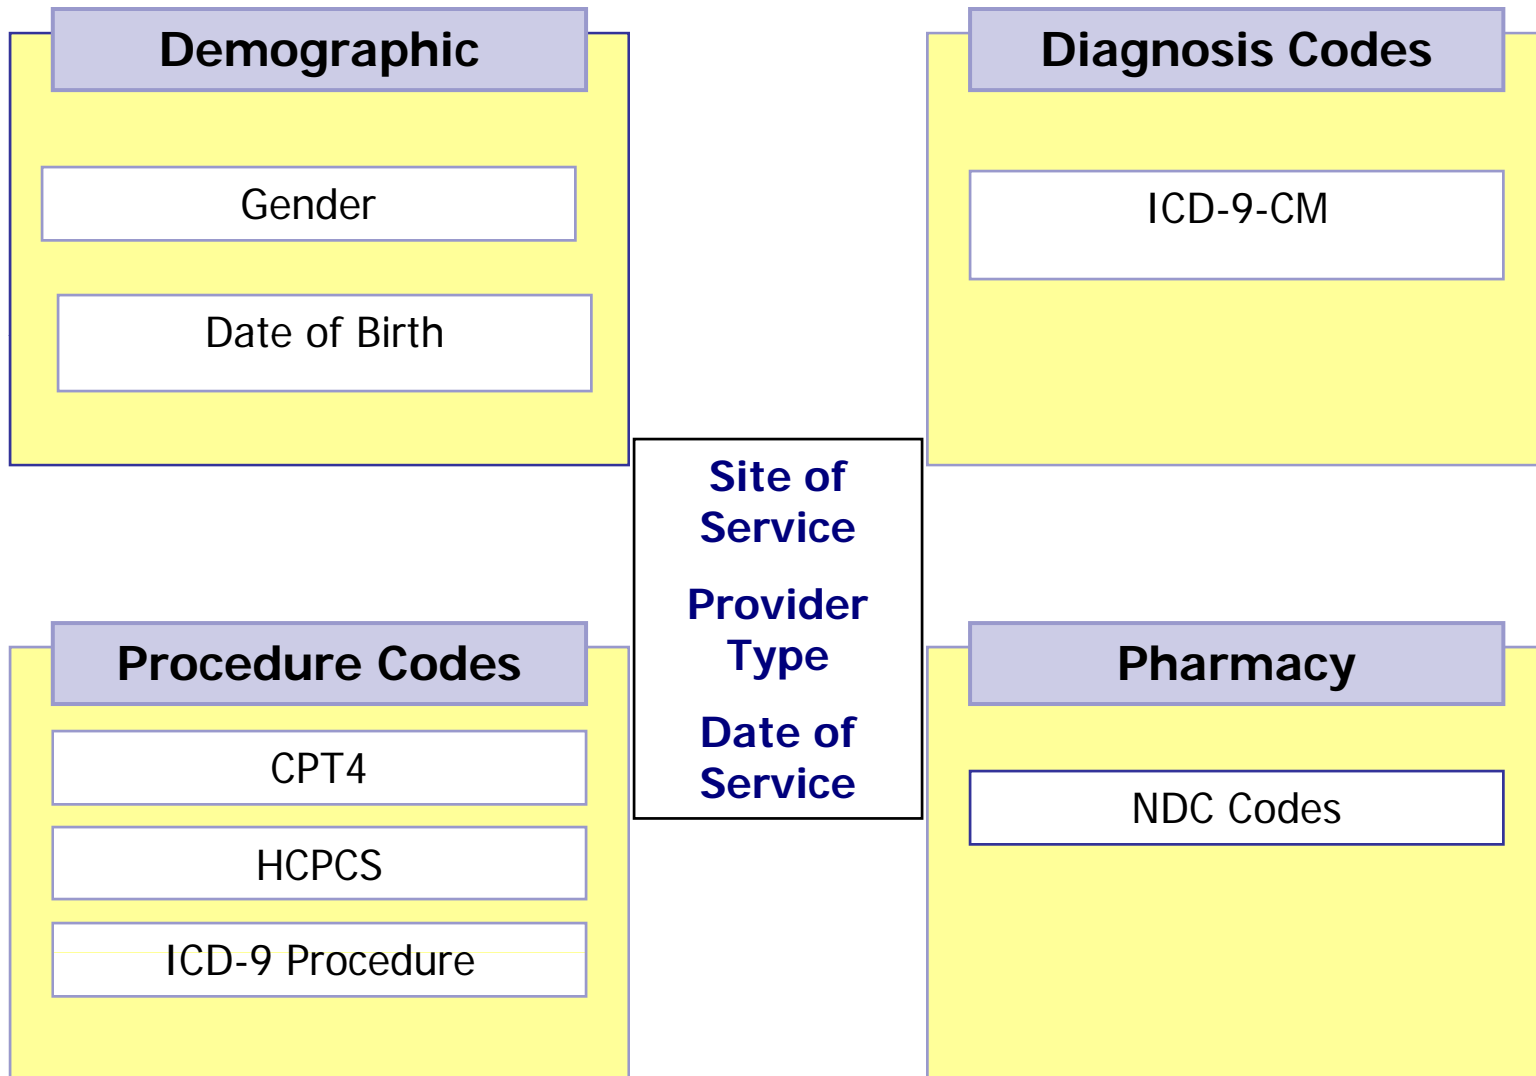 Demographic
Gender
Date of Birth
Diagnosis Codes
ICD-9-CM
Site of
Service
Provider
Type
Date of
Service
Procedure Codes
CPT4
HCPCS
ICD-9 Procedure
Pharmacy
NDC Codes